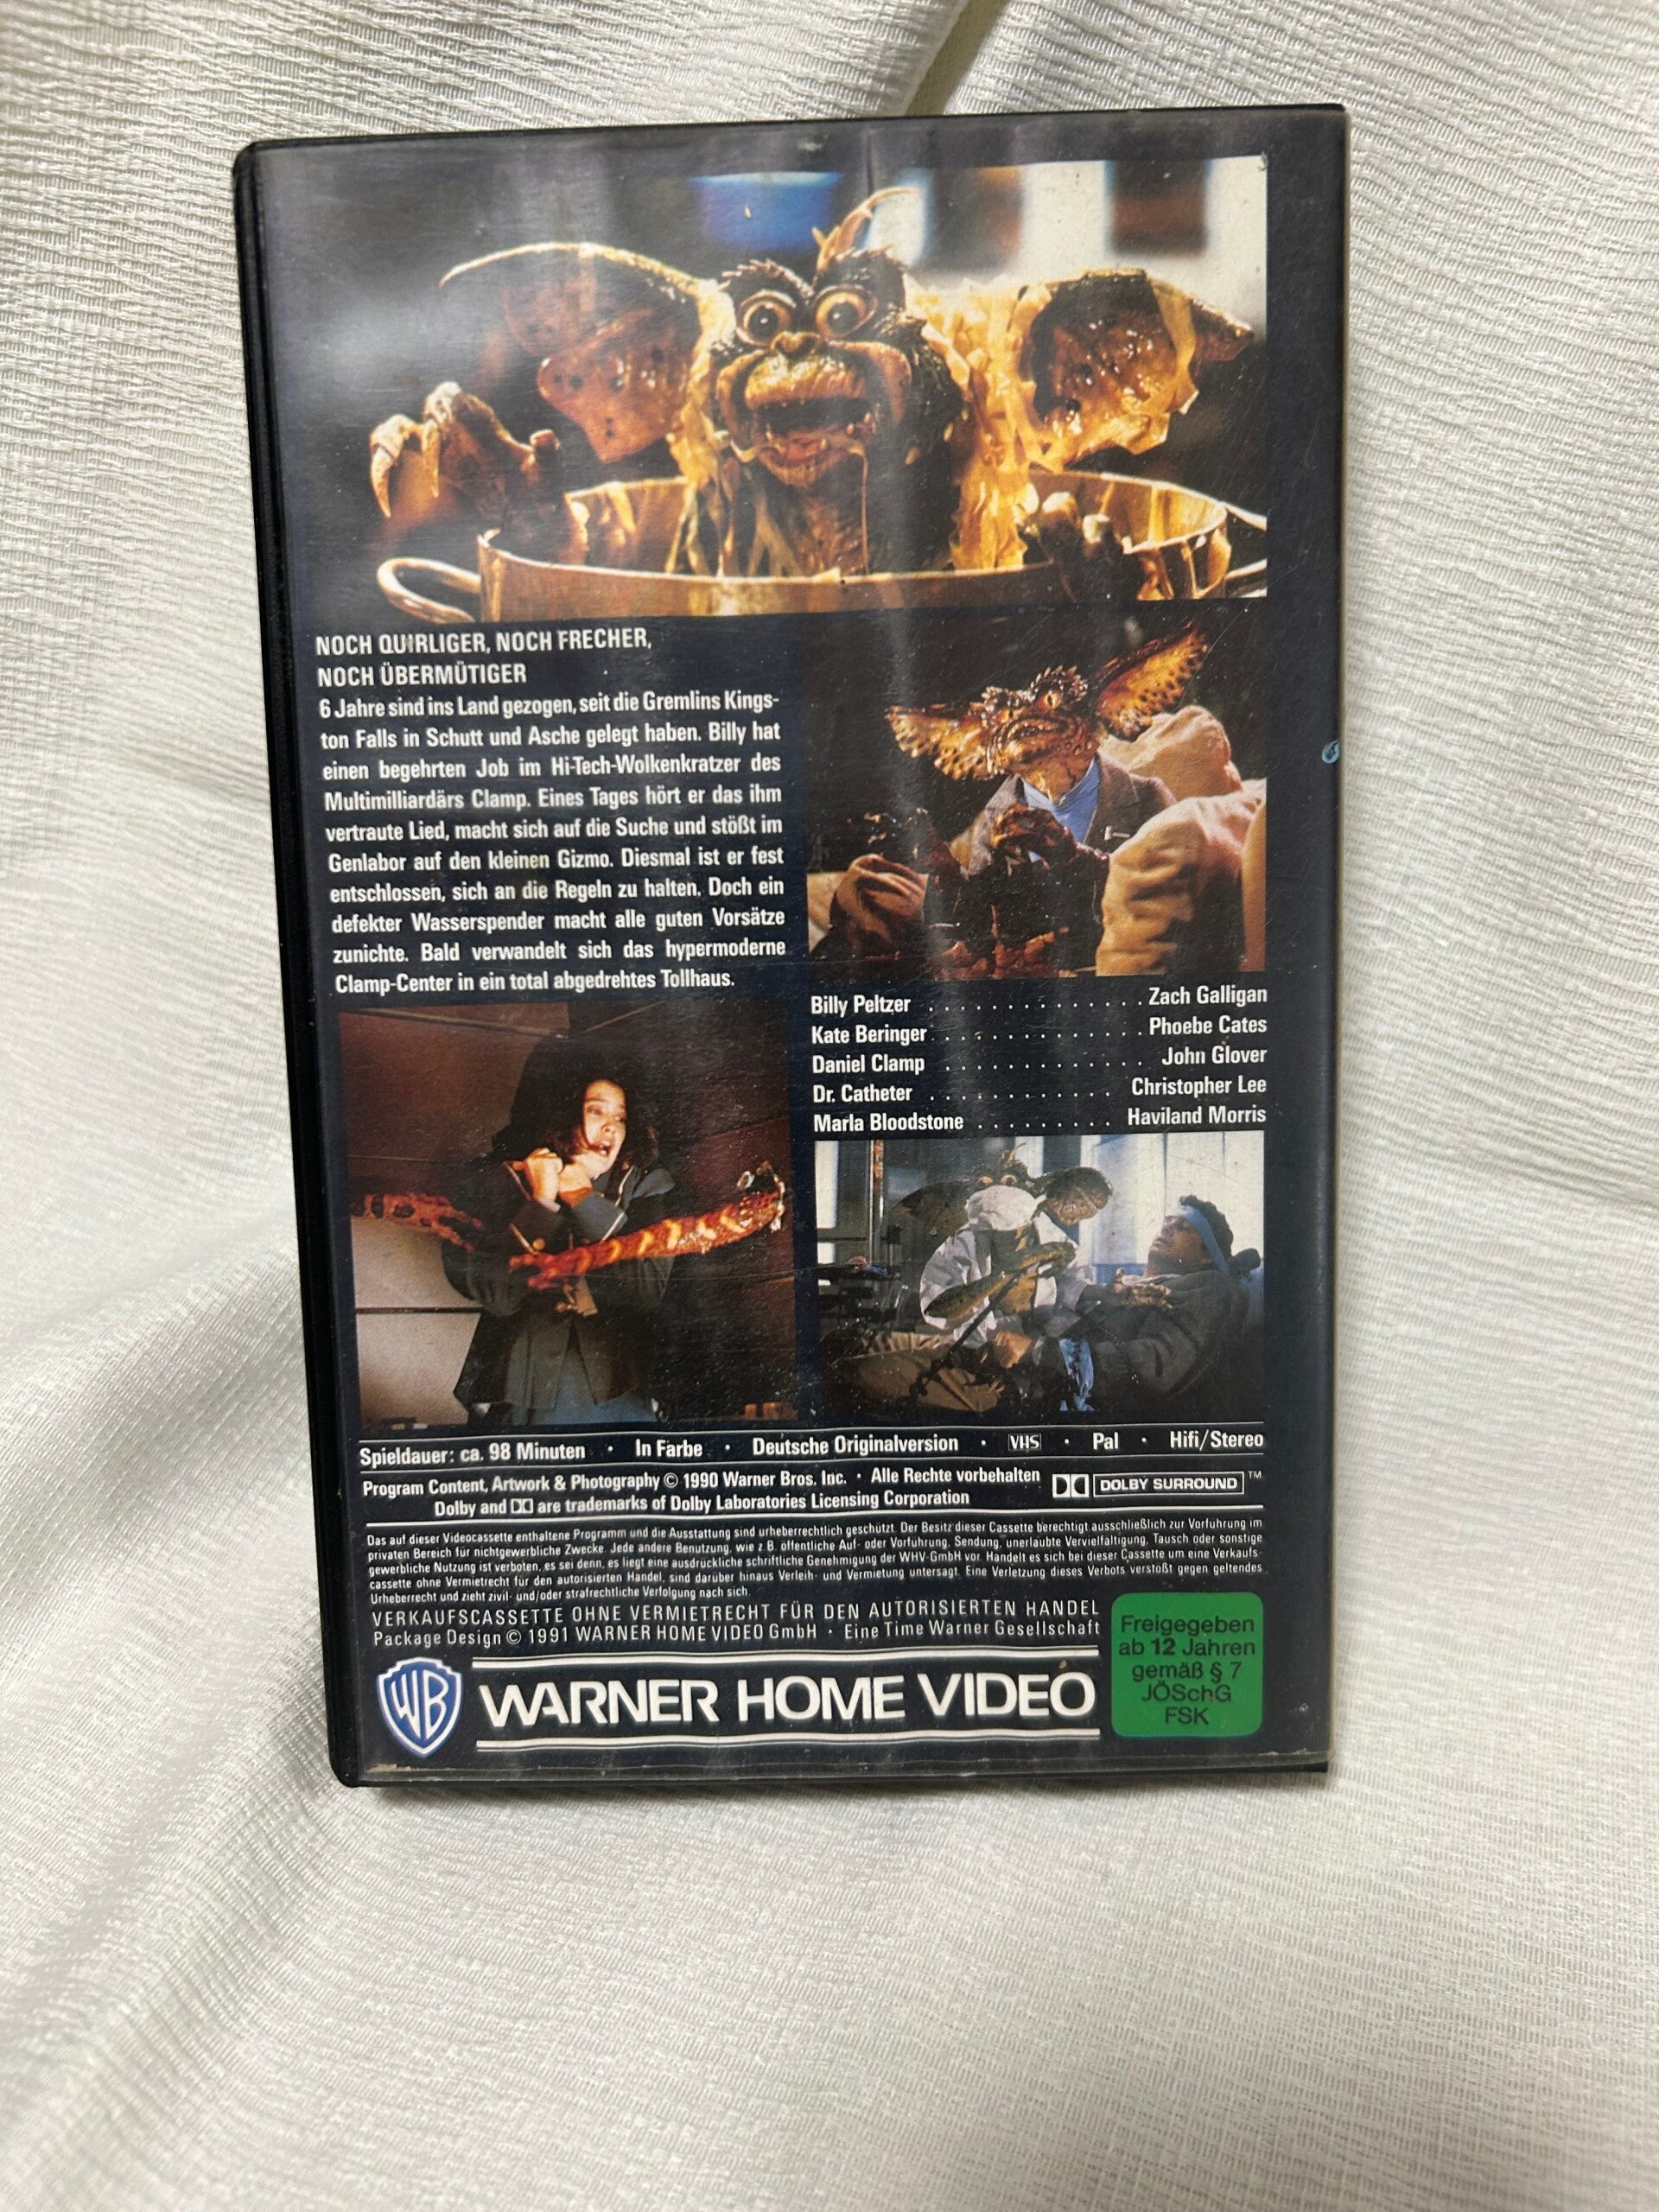 NOCH QUIRLIGER, NOCH FRECHER,
NOCH ÜBERMÜTIGER
6 Jahre sind ins Land gezogen, seit die Gremlins Kings-
ton Falls in Schutt und Asche gelegt haben. Billy hat
einen begehrten Job im Hi-Tech-Wolkenkratzer des
Multimilliardärs Clamp. Eines Tages hört er das ihm
vertraute Lied, macht sich auf die Suche und stößt im
Genlabor auf den kleinen Gizmo. Diesmal ist er fest
entschlossen, sich an die Regeln zu halten. Doch ein
defekter Wasserspender macht alle guten Vorsätze
zunichte. Bald verwandelt sich das hypermoderne
Clamp-Center in ein total abgedrehtes Tollhaus.
Billy Peltzer . . . . . . . . . . . . . . Zach Galligan
Kate Beringer . . . . . . . . . . . . . Phoebe Cates
Daniel Clamp . . . . . . . . . . . . . John Glover
Dr. Catheter . . . . . . . . . . . . Christopher Lee
Marla Bloodstone . . . . . . . . . Haviland Morris
Spieldauer: ca. 98 Minuten · In Farbe · Deutsche Originalversion · VHS · Pal · Hifi/Stereo
Program Content, Artwork & Photography © 1990 Warner Bros. Inc. · Alle Rechte vorbehalten
DOLBY SURROUND™
Dolby and are trademarks of Dolby Laboratories Licensing Corporation
Das auf dieser Videocassette enthaltene Programm und die Ausstattung sind urheberrechtlich geschützt. Der Besitz dieser Cassette berechtigt ausschließlich zur Vorführung im
privaten Bereich für nichtgewerbliche Zwecke. Jede andere Benutzung, wie z.B. öffentliche Auf- oder Vorführung, Sendung, unerlaubte Vervielfältigung, Tausch oder sonstige
gewerbliche Nutzung ist verboten, es sei denn, es liegt eine ausdrückliche schriftliche Genehmigung der WHV-GmbH vor. Handelt es sich bei dieser Cassette um eine Verkaufs-
cassette ohne Vermietrecht für den autorisierten Handel, sind darüber hinaus Verleih- und Vermietung untersagt. Eine Verletzung dieses Verbots verstößt gegen geltendes
Urheberrecht und zieht zivil- und/oder strafrechtliche Verfolgung nach sich.
VERKAUFSCASSETTE OHNE VERMIETRECHT FÜR DEN AUTORISIERTEN HANDEL
Package Design © 1991 WARNER HOME VIDEO GmbH · Eine Time Warner Gesellschaft
WB
WARNER HOME VIDEO
Freigegeben
ab 12 Jahren
gemäß § 7
JÖSchG
FSK